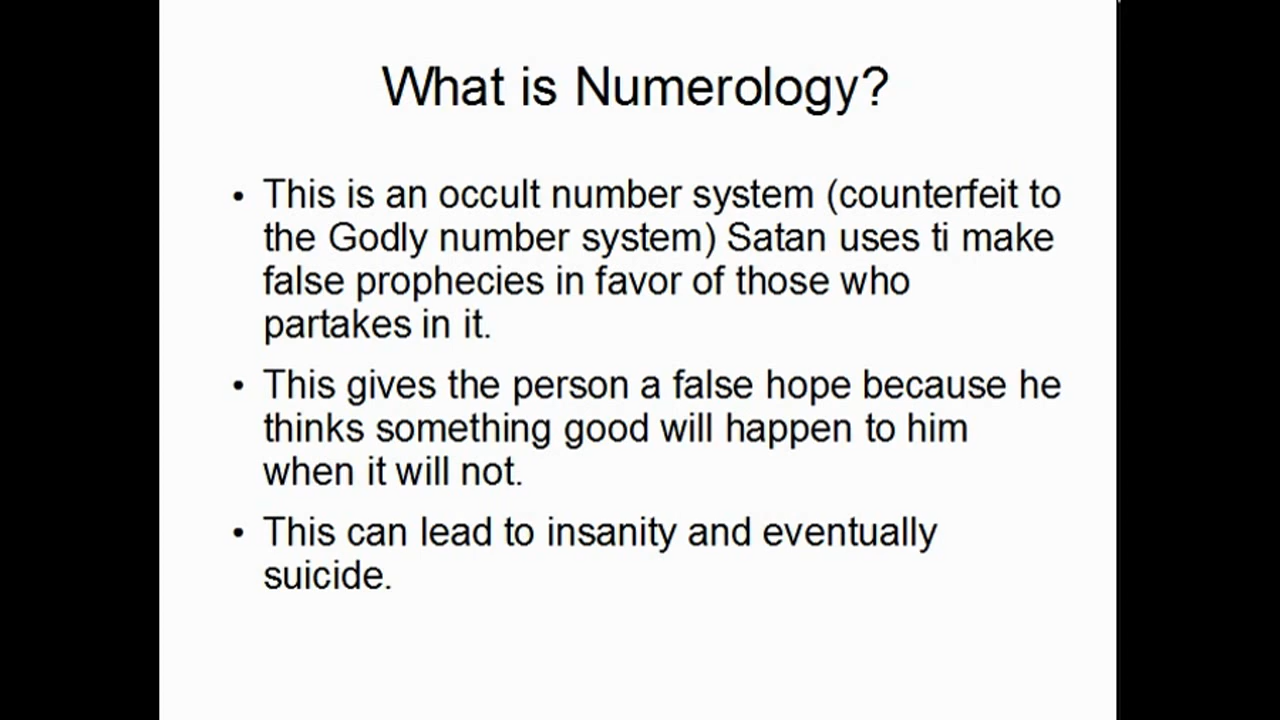 What is Numerology?
• This is an occult number system (counterfeit to
the Godly number system) Satan uses ti make
false prophecies in favor of those who
partakes in it.
• This gives the person a false hope because he
thinks something good will happen to him
when it will not.
• This can lead to insanity and eventually
suicide.